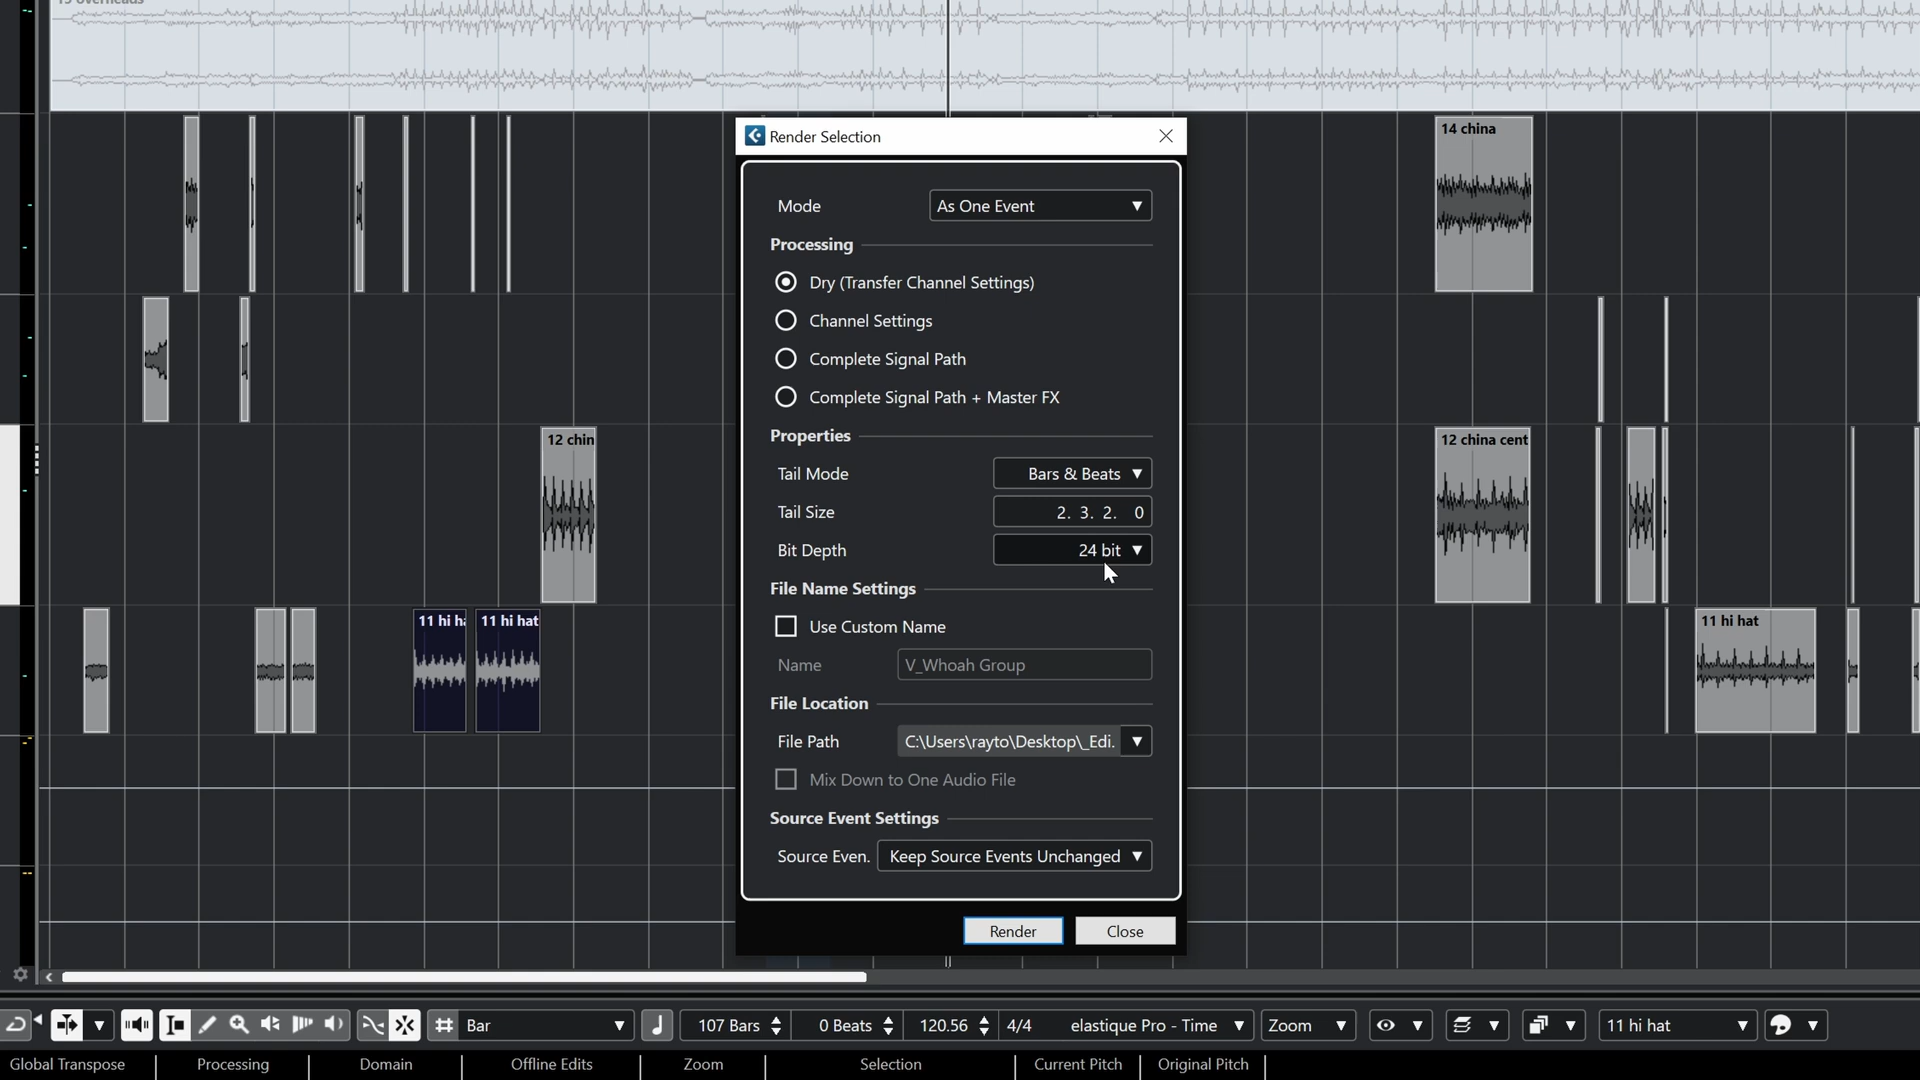 15 overheads
Render Selection
14 china
Mode
As One Event
Processing
Dry (Transfer Channel Settings)
Channel Settings
Complete Signal Path
Complete Signal Path + Master FX
Properties
12 chin
12 china cent
Tail Mode
Bars & Beats
Tail Size
2. 3. 2. 0
Bit Depth
24 bit
File Name Settings
11 hi ha
11 hi hat
11 hi hat
Use Custom Name
Name
V_Whoah Group
File Location
File Path
C:\Users\rayto\Desktop\_Edi.
Mix Down to One Audio File
Source Event Settings
Source Even.
Keep Source Events Unchanged
Render
Close
Bar
107 Bars
0 Beats
120.56
4/4
elastique Pro - Time
Zoom
11 hi hat
Global Transpose
Processing
Domain
Offline Edits
Zoom
Selection
Current Pitch
Original Pitch